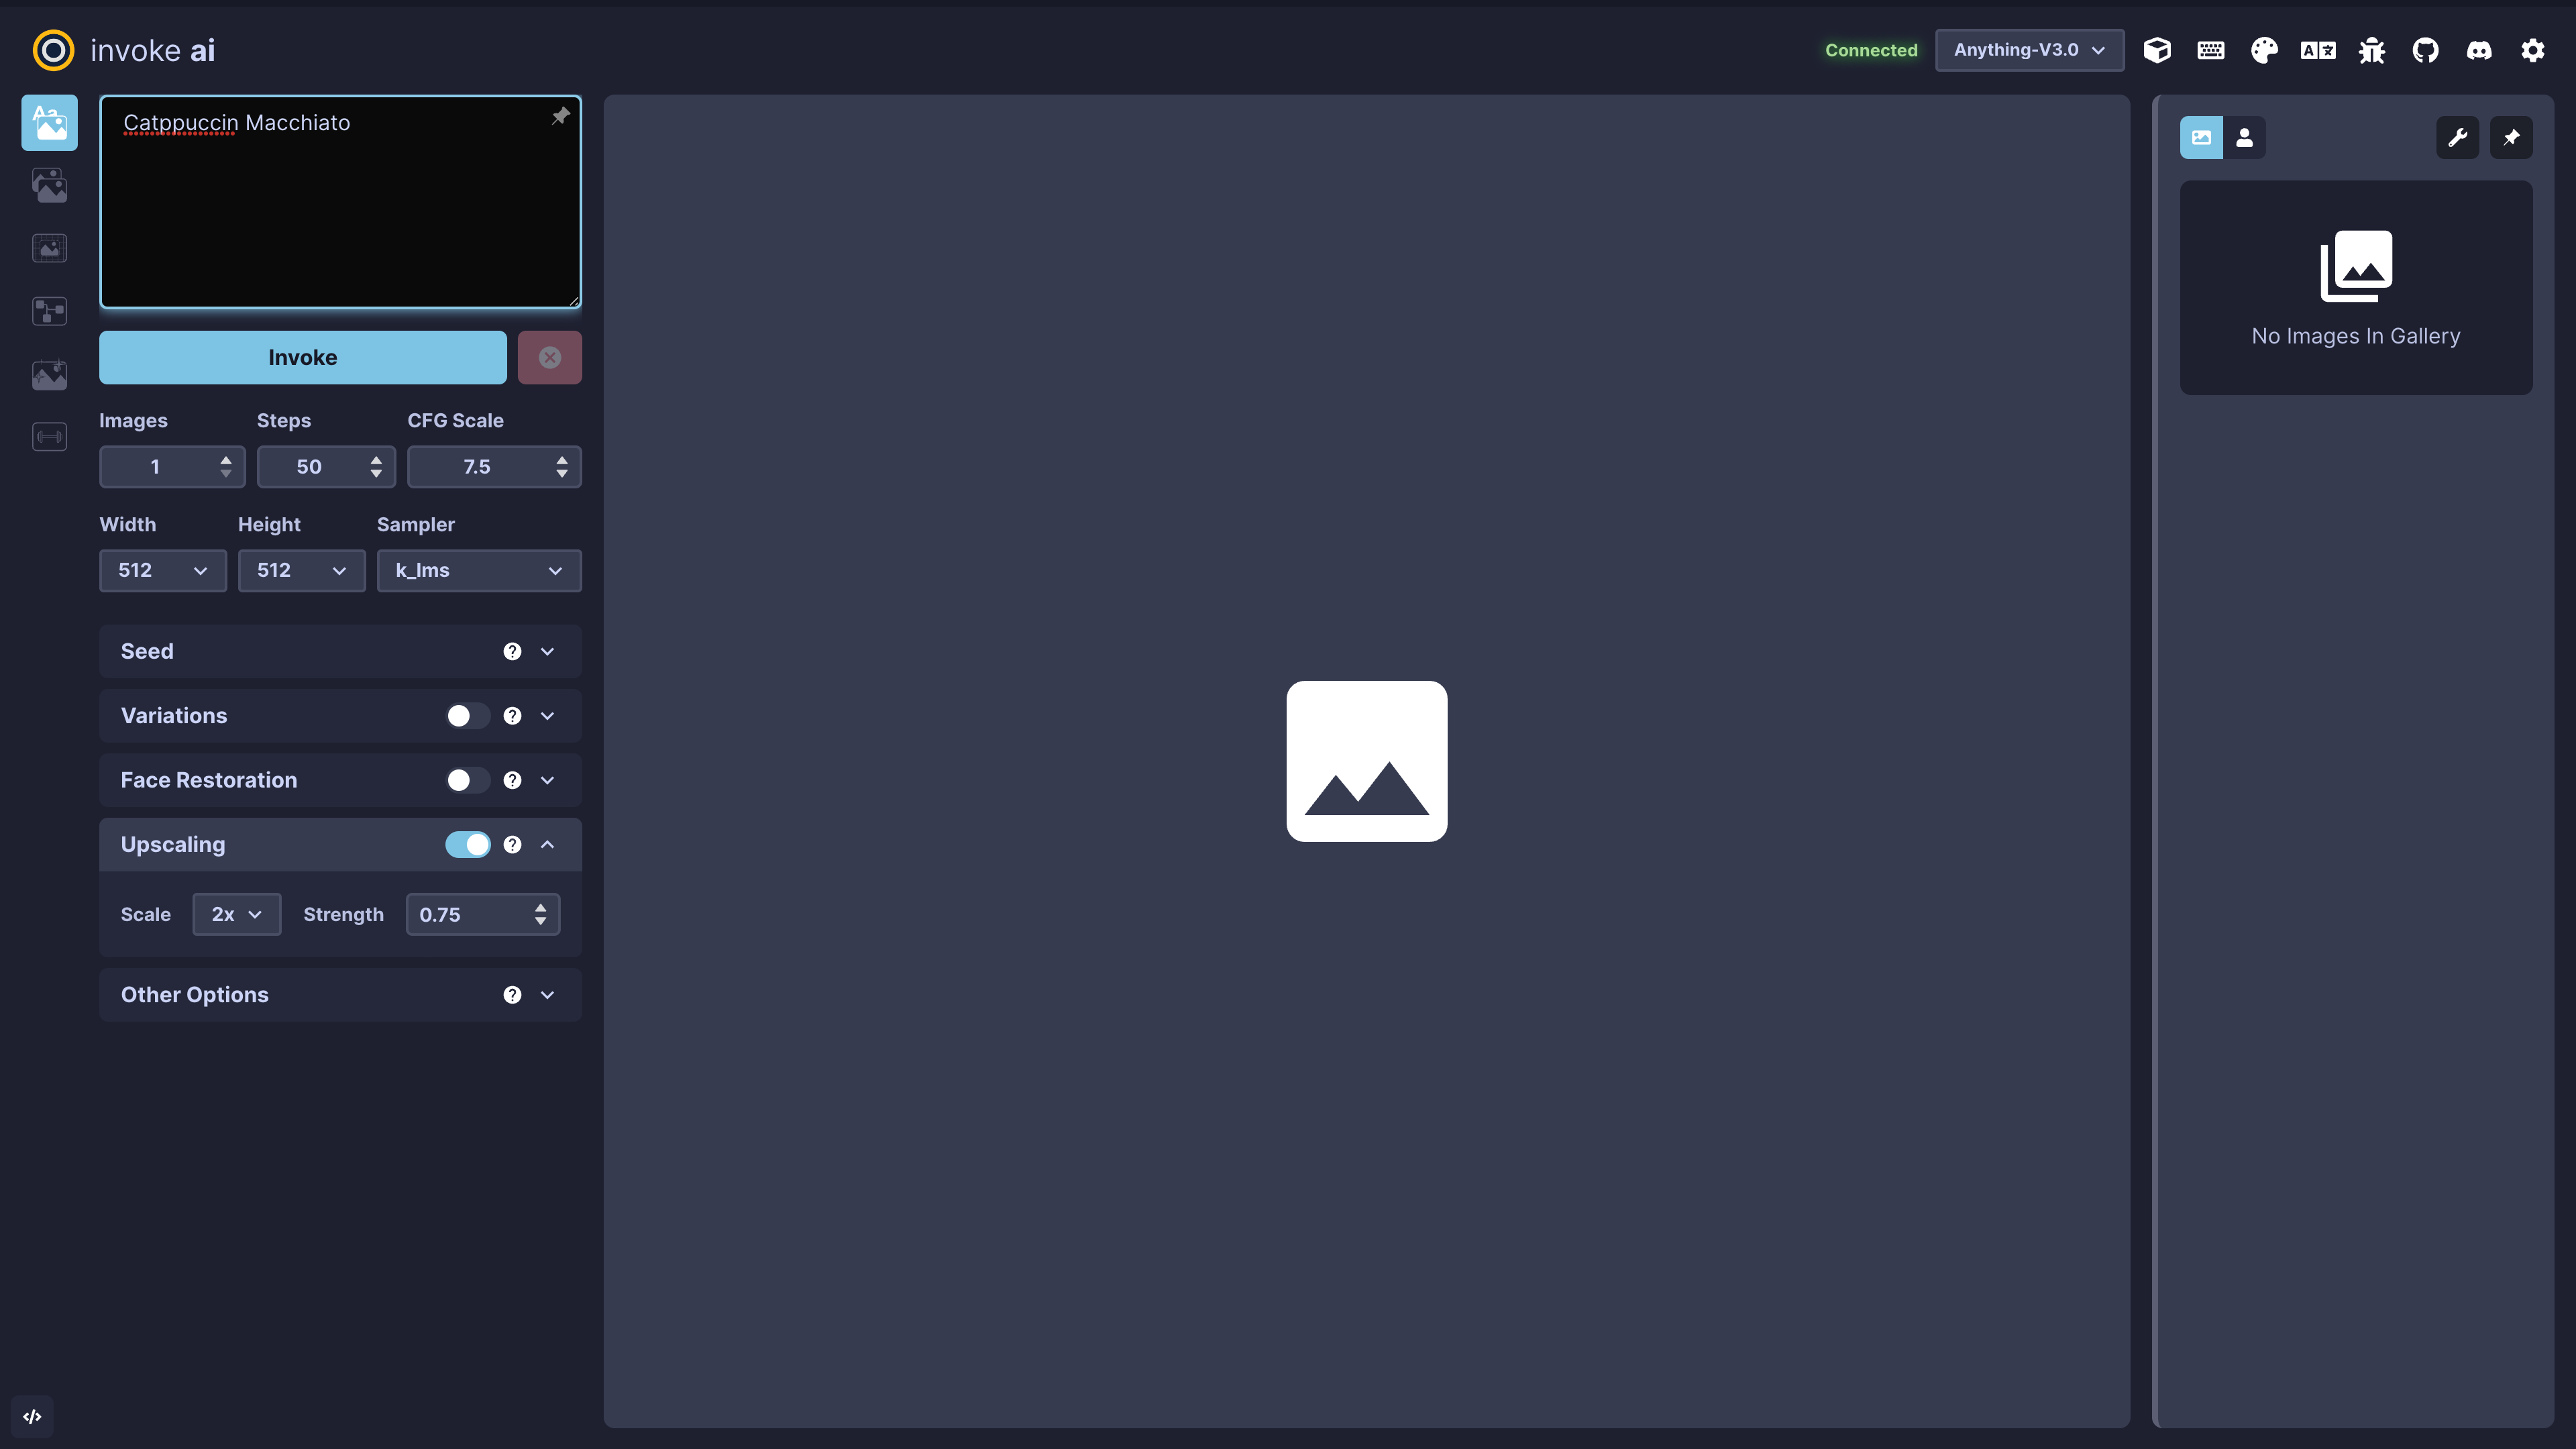 invoke ai
Connected
Anything-V3.0
Catppuccin Macchiato
Invoke
Images Steps CFG Scale
1 50 7.5
Width Height Sampler
512 512 k_lms
Seed
Variations
Face Restoration
Upscaling
Scale 2x Strength 0.75
Other Options
No Images In Gallery